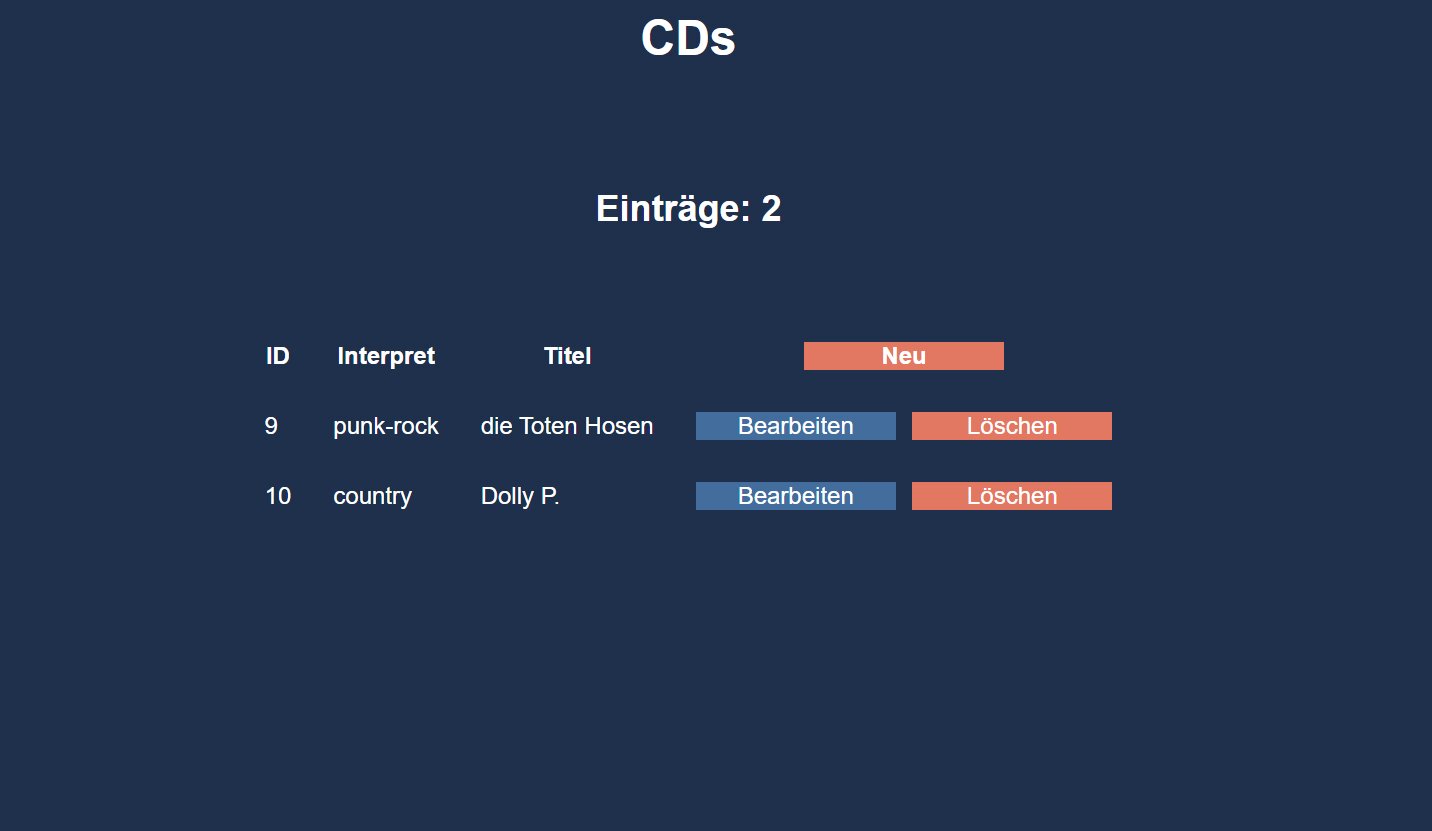 CDs
Einträge: 2
ID Interpret Titel Neu
9 punk-rock die Toten Hosen Bearbeiten Löschen
10 country Dolly P. Bearbeiten Löschen